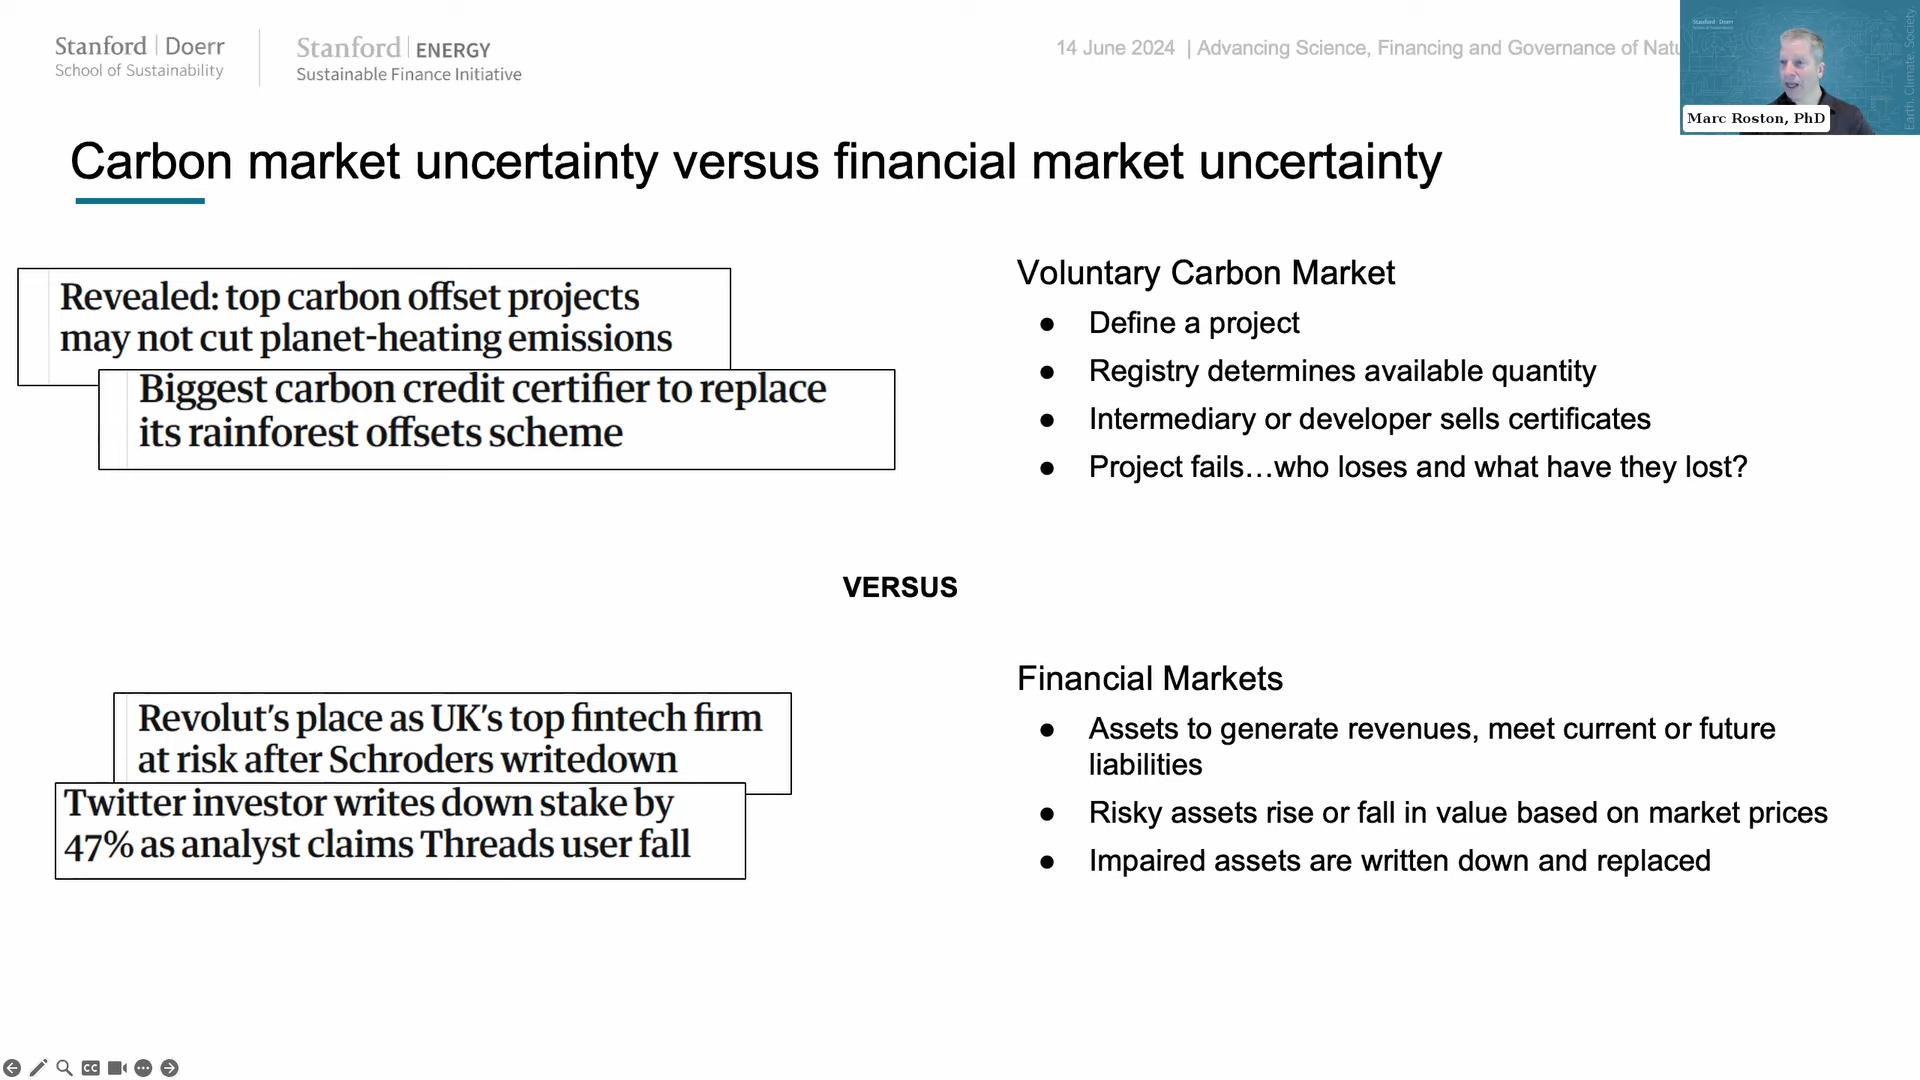 Stanford | Doerr
School of Sustainability
Stanford | ENERGY
Sustainable Finance Initiative
14 June 2024 | Advancing Science, Financing and Governance of
Stanford | Doerr
Earth. Climate. Society.
Marc Roston, PhD
Carbon market uncertainty versus financial market uncertainty
Revealed: top carbon offset projects
may not cut planet-heating emissions
Biggest carbon credit certifier to replace
its rainforest offsets scheme
Voluntary Carbon Market
● Define a project
● Registry determines available quantity
● Intermediary or developer sells certificates
● Project fails…who loses and what have they lost?
VERSUS
Revolut’s place as UK’s top fintech firm
at risk after Schroders writedown
Twitter investor writes down stake by
47% as analyst claims Threads user fall
Financial Markets
● Assets to generate revenues, meet current or future
liabilities
● Risky assets rise or fall in value based on market prices
● Impaired assets are written down and replaced
CC